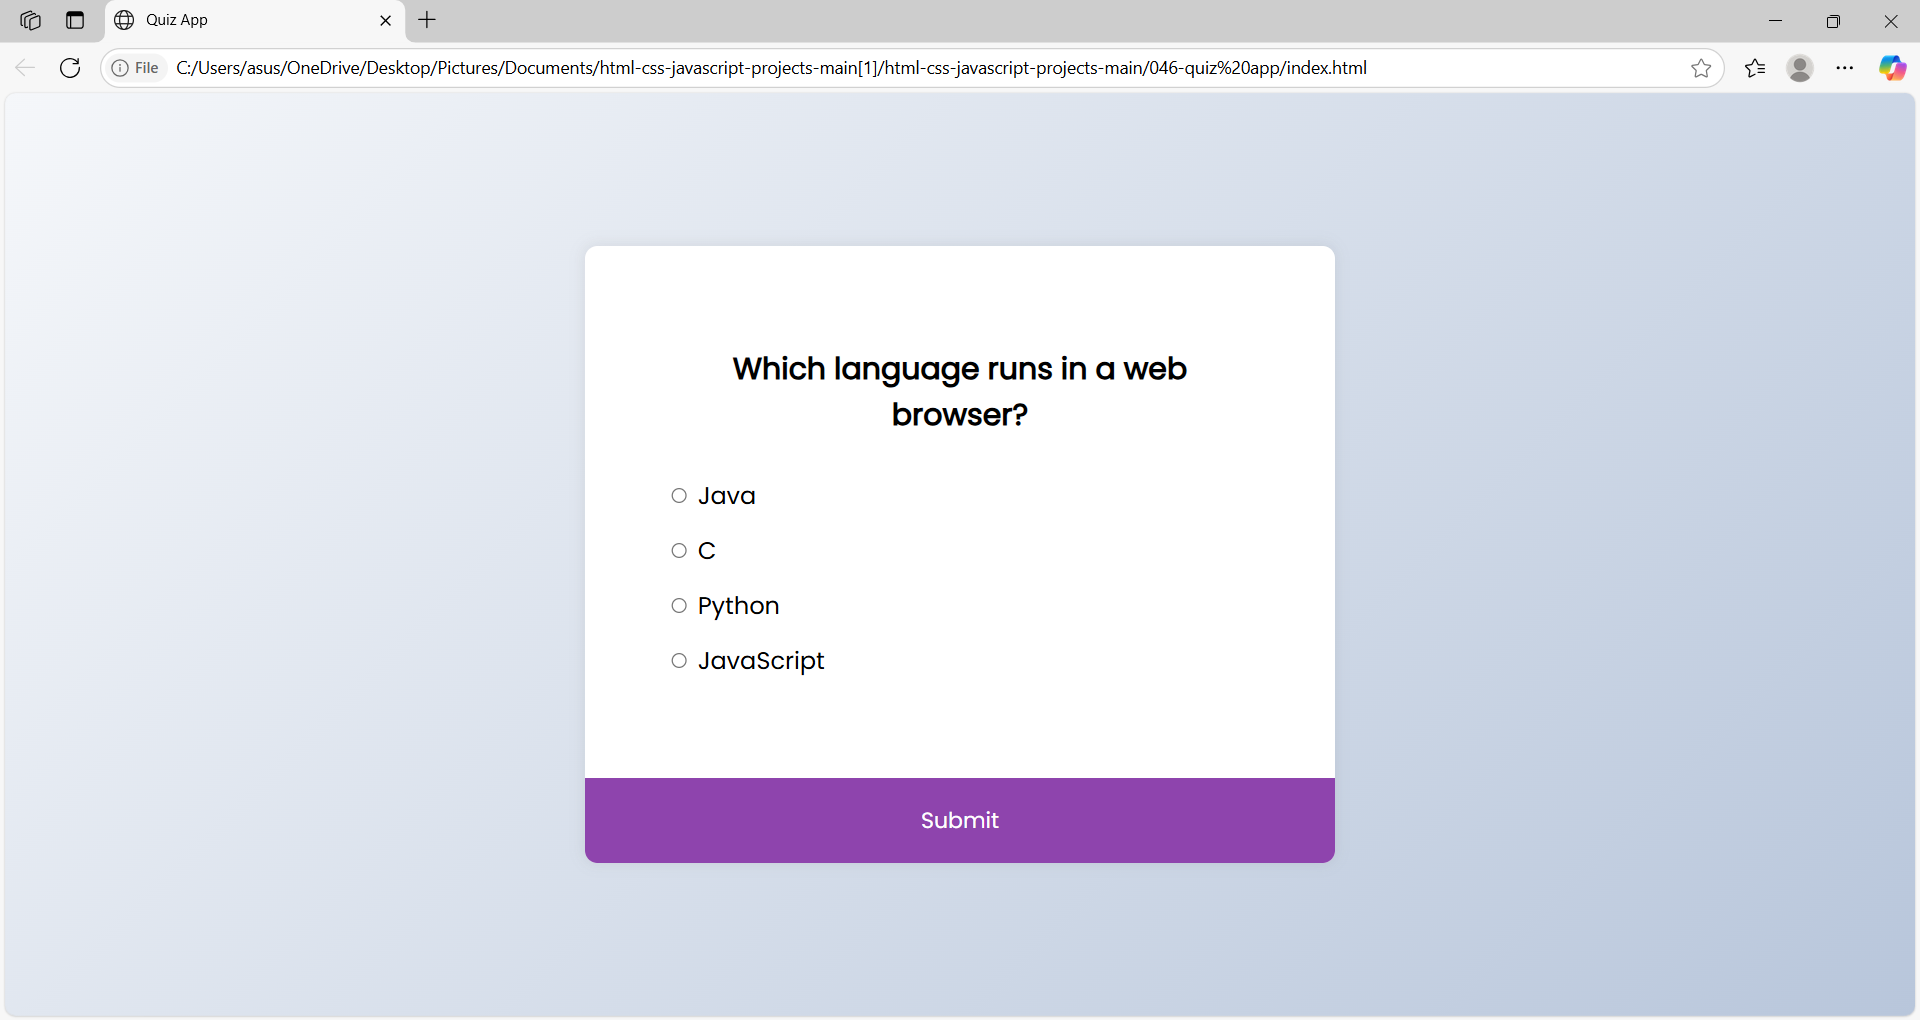 Quiz App
File
C:/Users/asus/OneDrive/Desktop/Pictures/Documents/html-css-javascript-projects-main[1]/html-css-javascript-projects-main/046-quiz%20app/index.html
Which language runs in a web
browser?
Java
C
Python
JavaScript
Submit